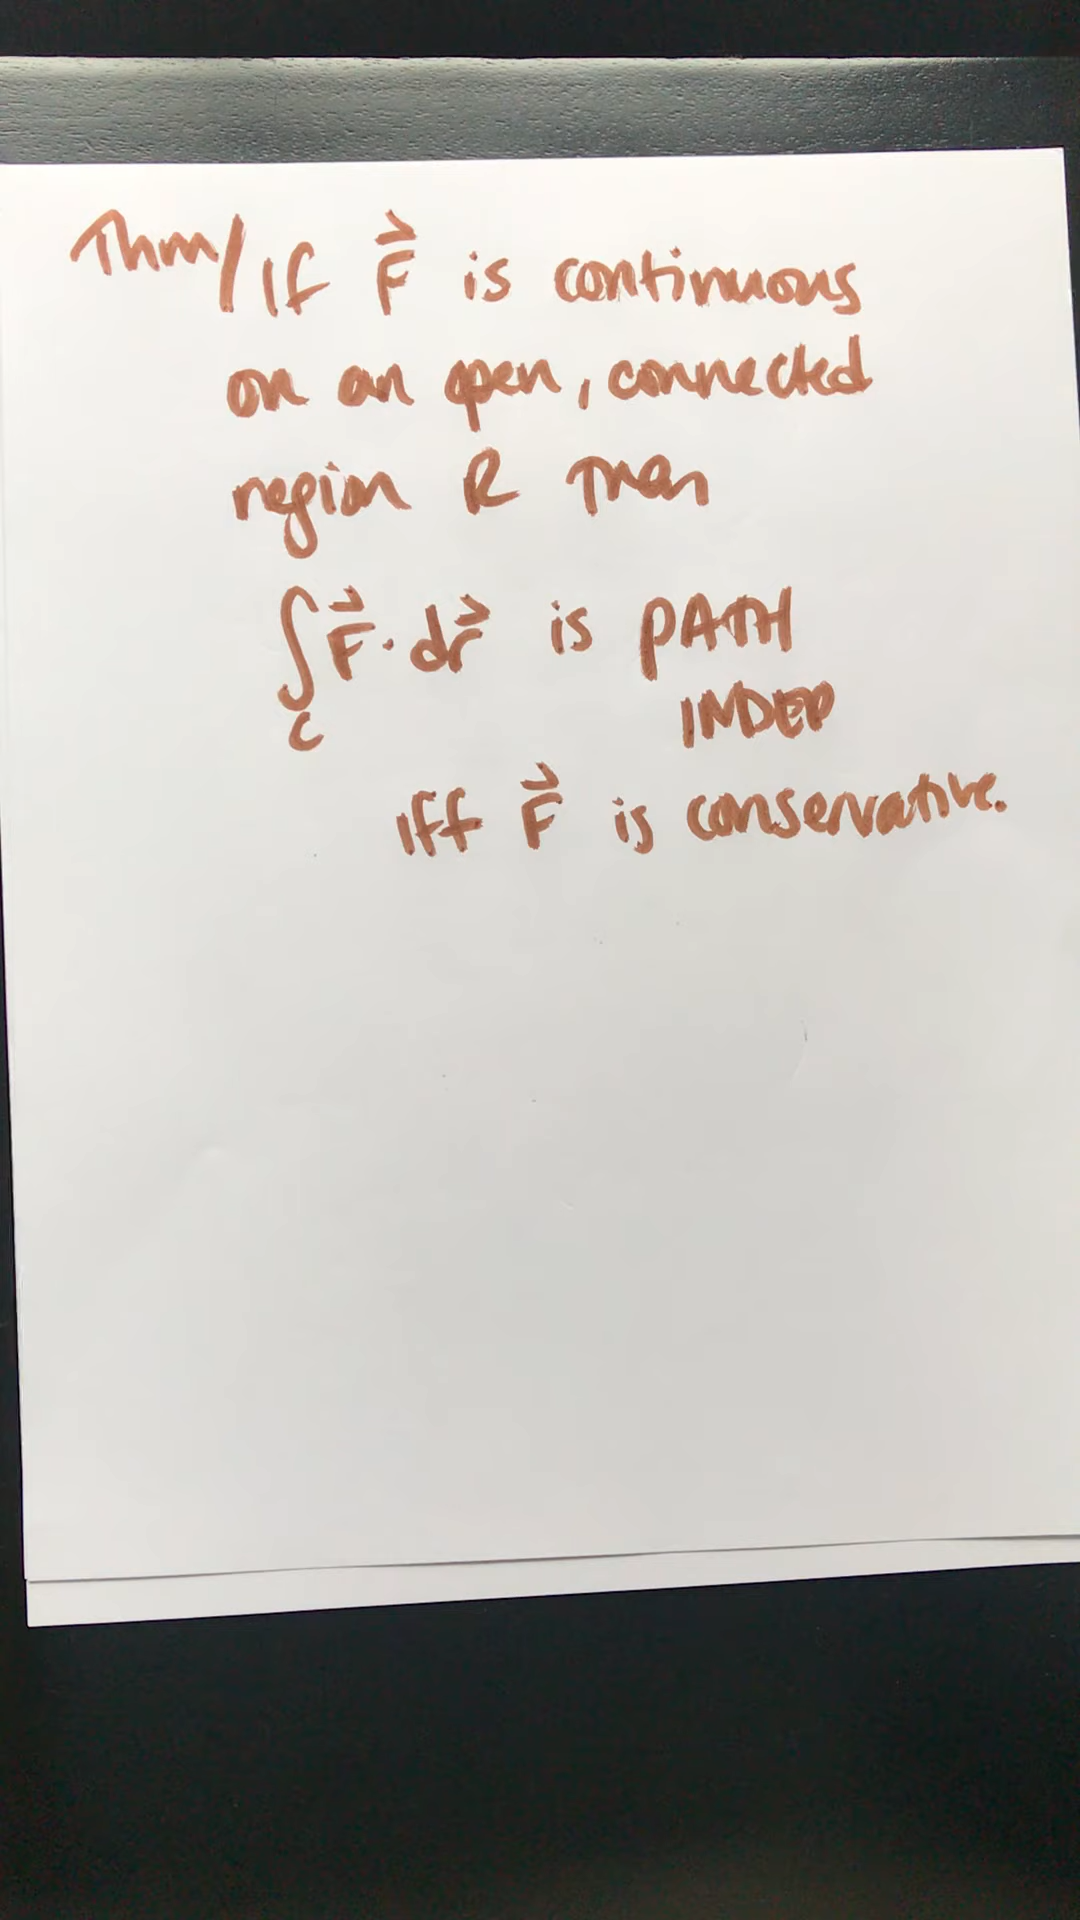 Thm/ If F⃗ is continuous
on an open, connected
region R then
∫_C F⃗ · dr⃗ is PATH
INDEP
iff F⃗ is conservative.